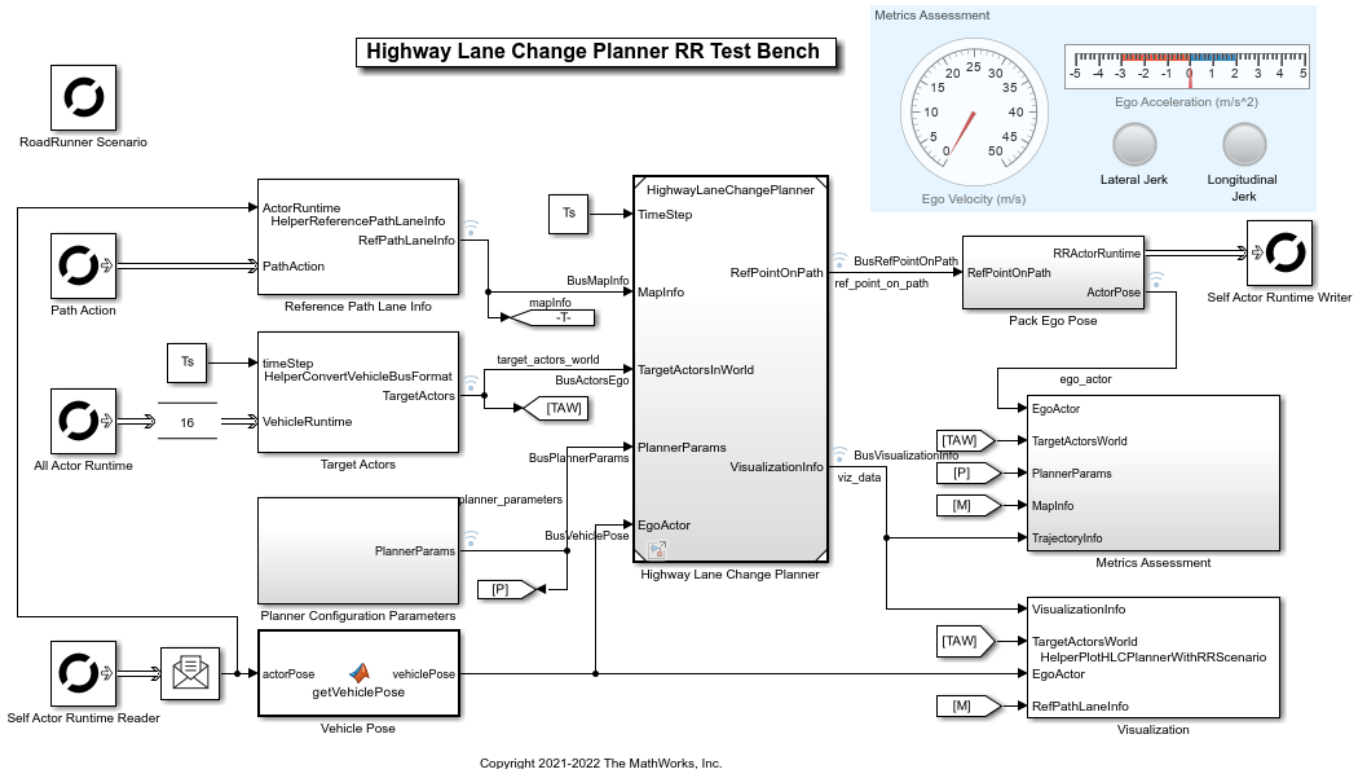 Metrics Assessment
Highway Lane Change Planner RR Test Bench
0
5
10
15
20
25
30
35
40
45
50
Ego Velocity (m/s)
-5 -4 -3 -2 -1 0 1 2 3 4 5
Ego Acceleration (m/s^2)
Lateral Jerk
Longitudinal
Jerk
RoadRunner Scenario
ActorRuntime
HelperReferencePathLaneInfo
RefPathLaneInfo
PathAction
Reference Path Lane Info
Path Action
Ts
BusMapInfo
mapInfo
-T-
HighwayLaneChangePlanner
TimeStep
RefPointOnPath
MapInfo
TargetActorsInWorld
PlannerParams
VisualizationInfo
EgoActor
Highway Lane Change Planner
BusRefPointOnPath
ref_point_on_path
RRActorRuntime
RefPointOnPath
ActorPose
Pack Ego Pose
Self Actor Runtime Writer
Ts
timeStep
HelperConvertVehicleBusFormat
TargetActors
VehicleRuntime
Target Actors
16
All Actor Runtime
target_actors_world
BusActorsEgo
[TAW]
BusPlannerParams
planner_parameters
BusVehiclePose
PlannerParams
[P]
Planner Configuration Parameters
BusVisualizationInfo
viz_data
ego_actor
EgoActor
[TAW]
TargetActorsWorld
[P]
PlannerParams
[M]
MapInfo
TrajectoryInfo
Metrics Assessment
VisualizationInfo
[TAW]
TargetActorsWorld
HelperPlotHLCPlannerWithRRScenario
EgoActor
[M]
RefPathLaneInfo
Visualization
actorPose
vehiclePose
getVehiclePose
Vehicle Pose
Self Actor Runtime Reader
Copyright 2021-2022 The MathWorks, Inc.